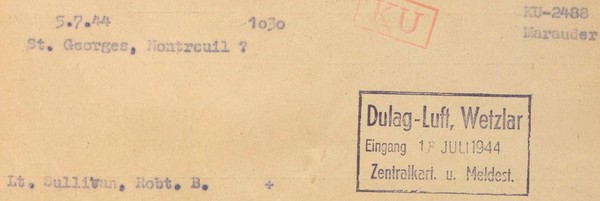 5.7.44 1030 KU KU-2488
St. Georges, Montreuil ? Marauder
Dulag-Luft, Wetzlar
Eingang 18 JULI 1944
Zentralkart. u. Meldest.
Lt. Sullivan, Robt. B. +